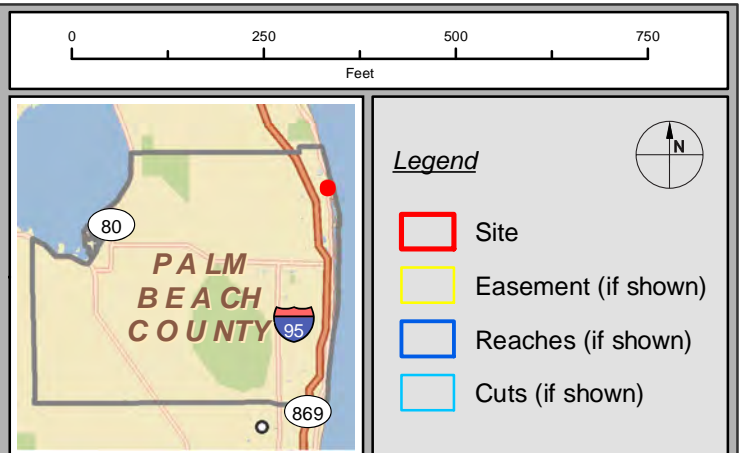 0 250 500 750
Feet
80
PALM
BEACH
COUNTY
95
869
Legend
N
Site
Easement (if shown)
Reaches (if shown)
Cuts (if shown)